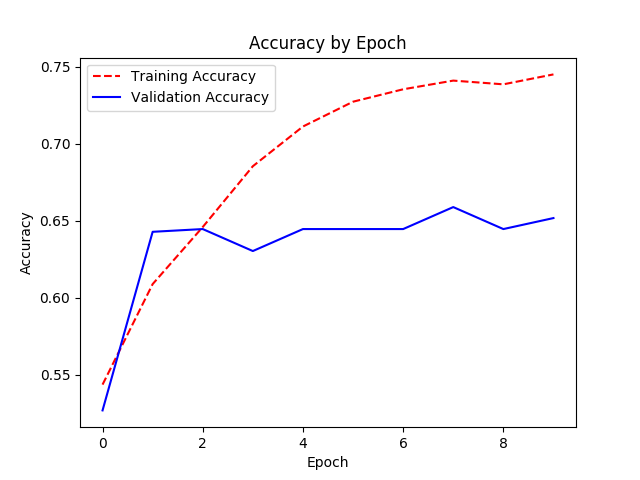 Accuracy by Epoch
Training Accuracy
Validation Accuracy
0.75
0.70
0.65
0.60
0.55
Accuracy
0 2 4 6 8
Epoch